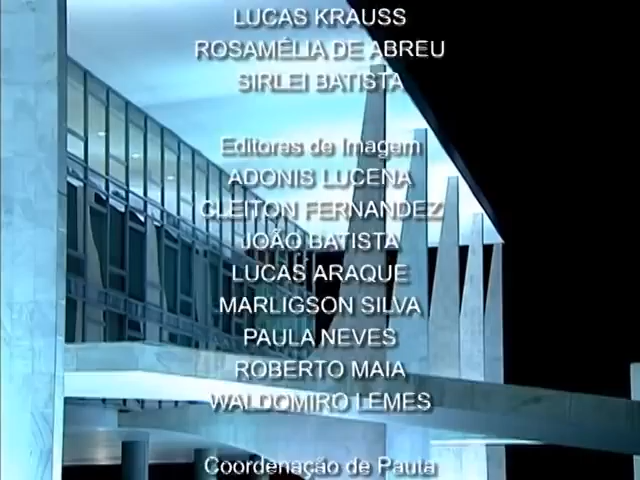 LUCAS KRAUSS
ROSAMÉLIA DE ABREU
SIRLEI BATISTA
Editores de Imagem
ADONIS LUCENA
CLEITON FERNANDEZ
JOÃO BATISTA
LUCAS ARAQUE
MARLIGSON SILVA
PAULA NEVES
ROBERTO MAIA
WALDOMIRO LEMES
Coordenação de Pauta